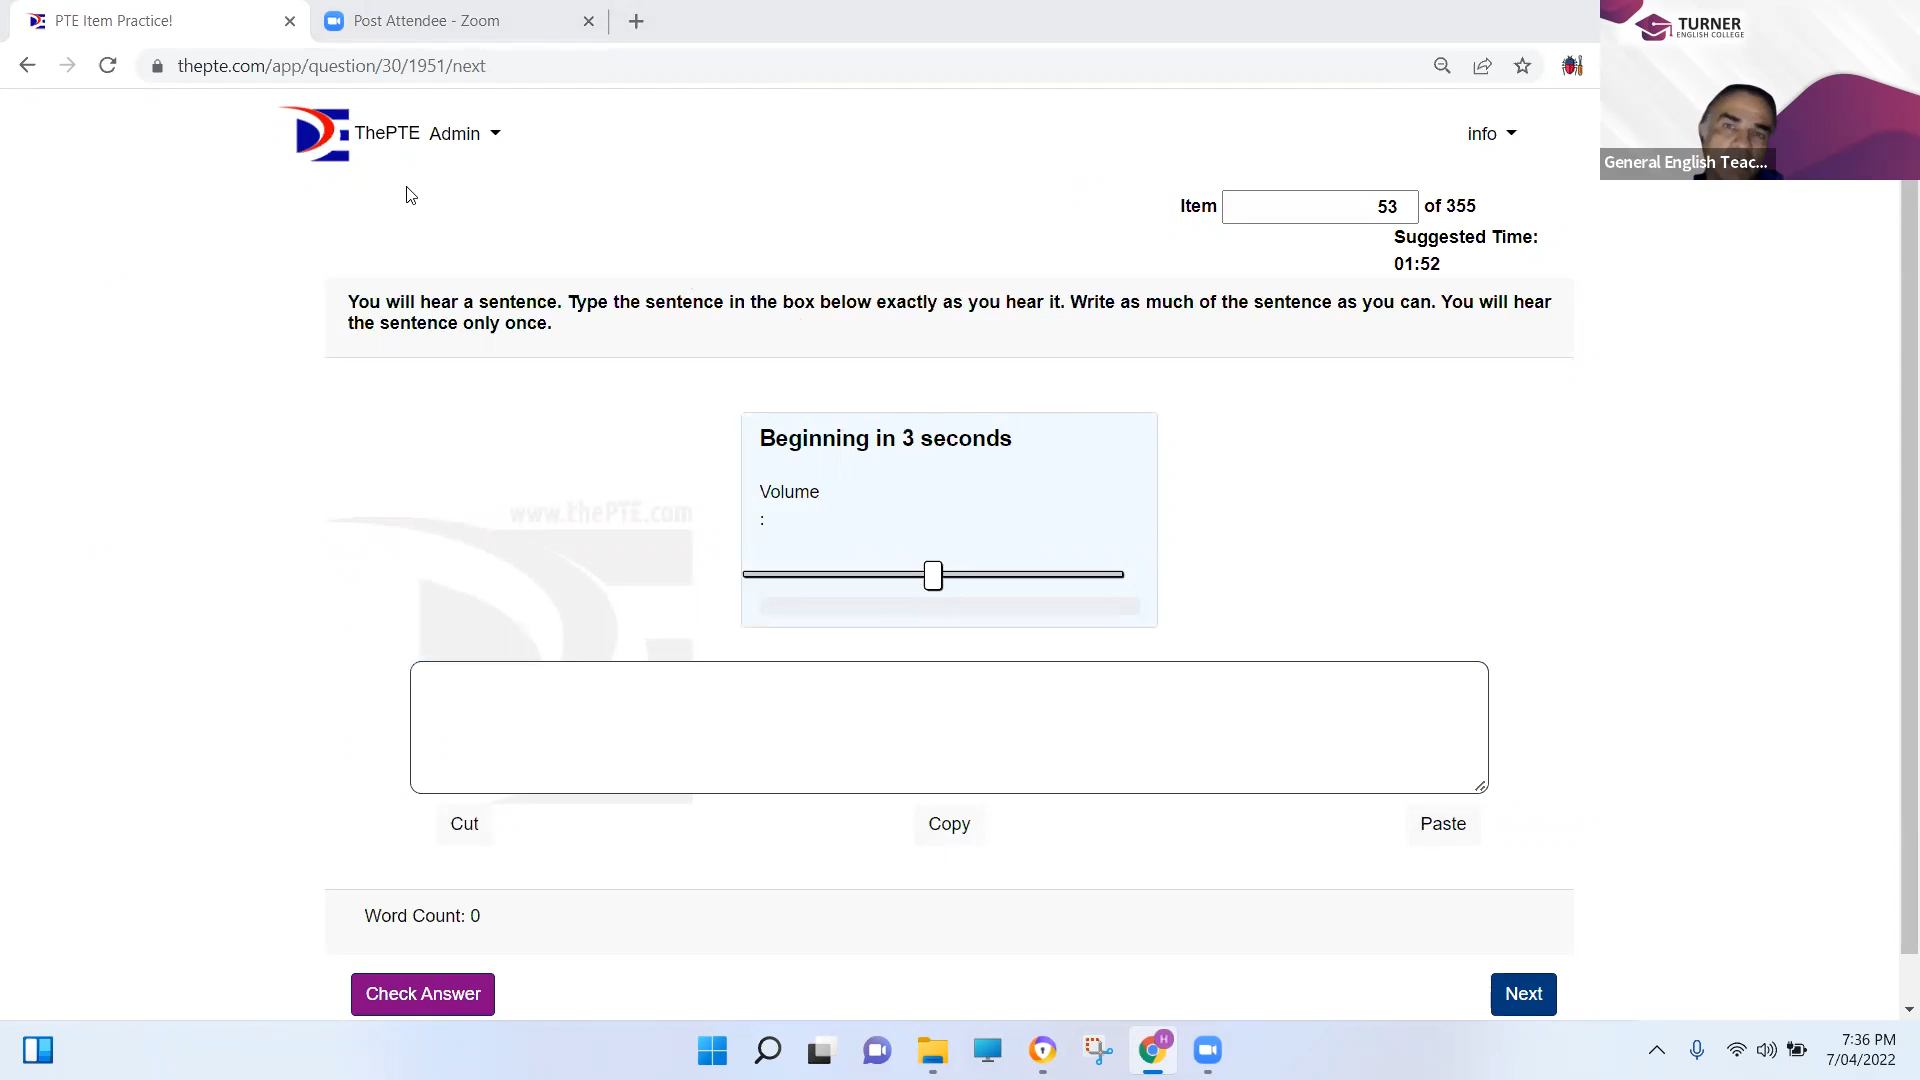 PTE Item Practice!
Post Attendee - Zoom
thepte.com/app/question/30/1951/next
TURNER
ENGLISH COLLEGE
General English Teac...
ThePTE Admin
info
Item 53 of 355
Suggested Time:
01:52
You will hear a sentence. Type the sentence in the box below exactly as you hear it. Write as much of the sentence as you can. You will hear
the sentence only once.
Beginning in 3 seconds
Volume
:
www.thePTE.com
Cut
Copy
Paste
Word Count: 0
Check Answer
Next
H
7:36 PM
7/04/2022